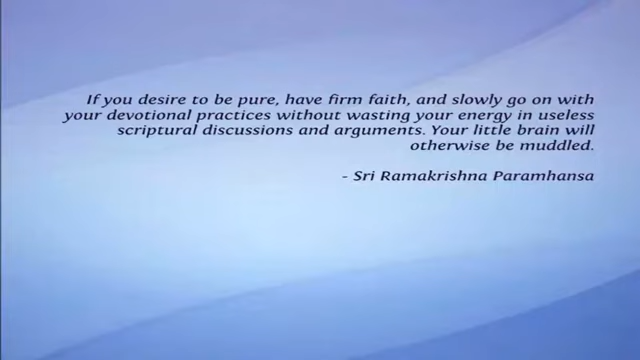 If you desire to be pure, have firm faith, and slowly go on with
your devotional practices without wasting your energy in useless
scriptural discussions and arguments. Your little brain will
otherwise be muddled.
- Sri Ramakrishna Paramhansa